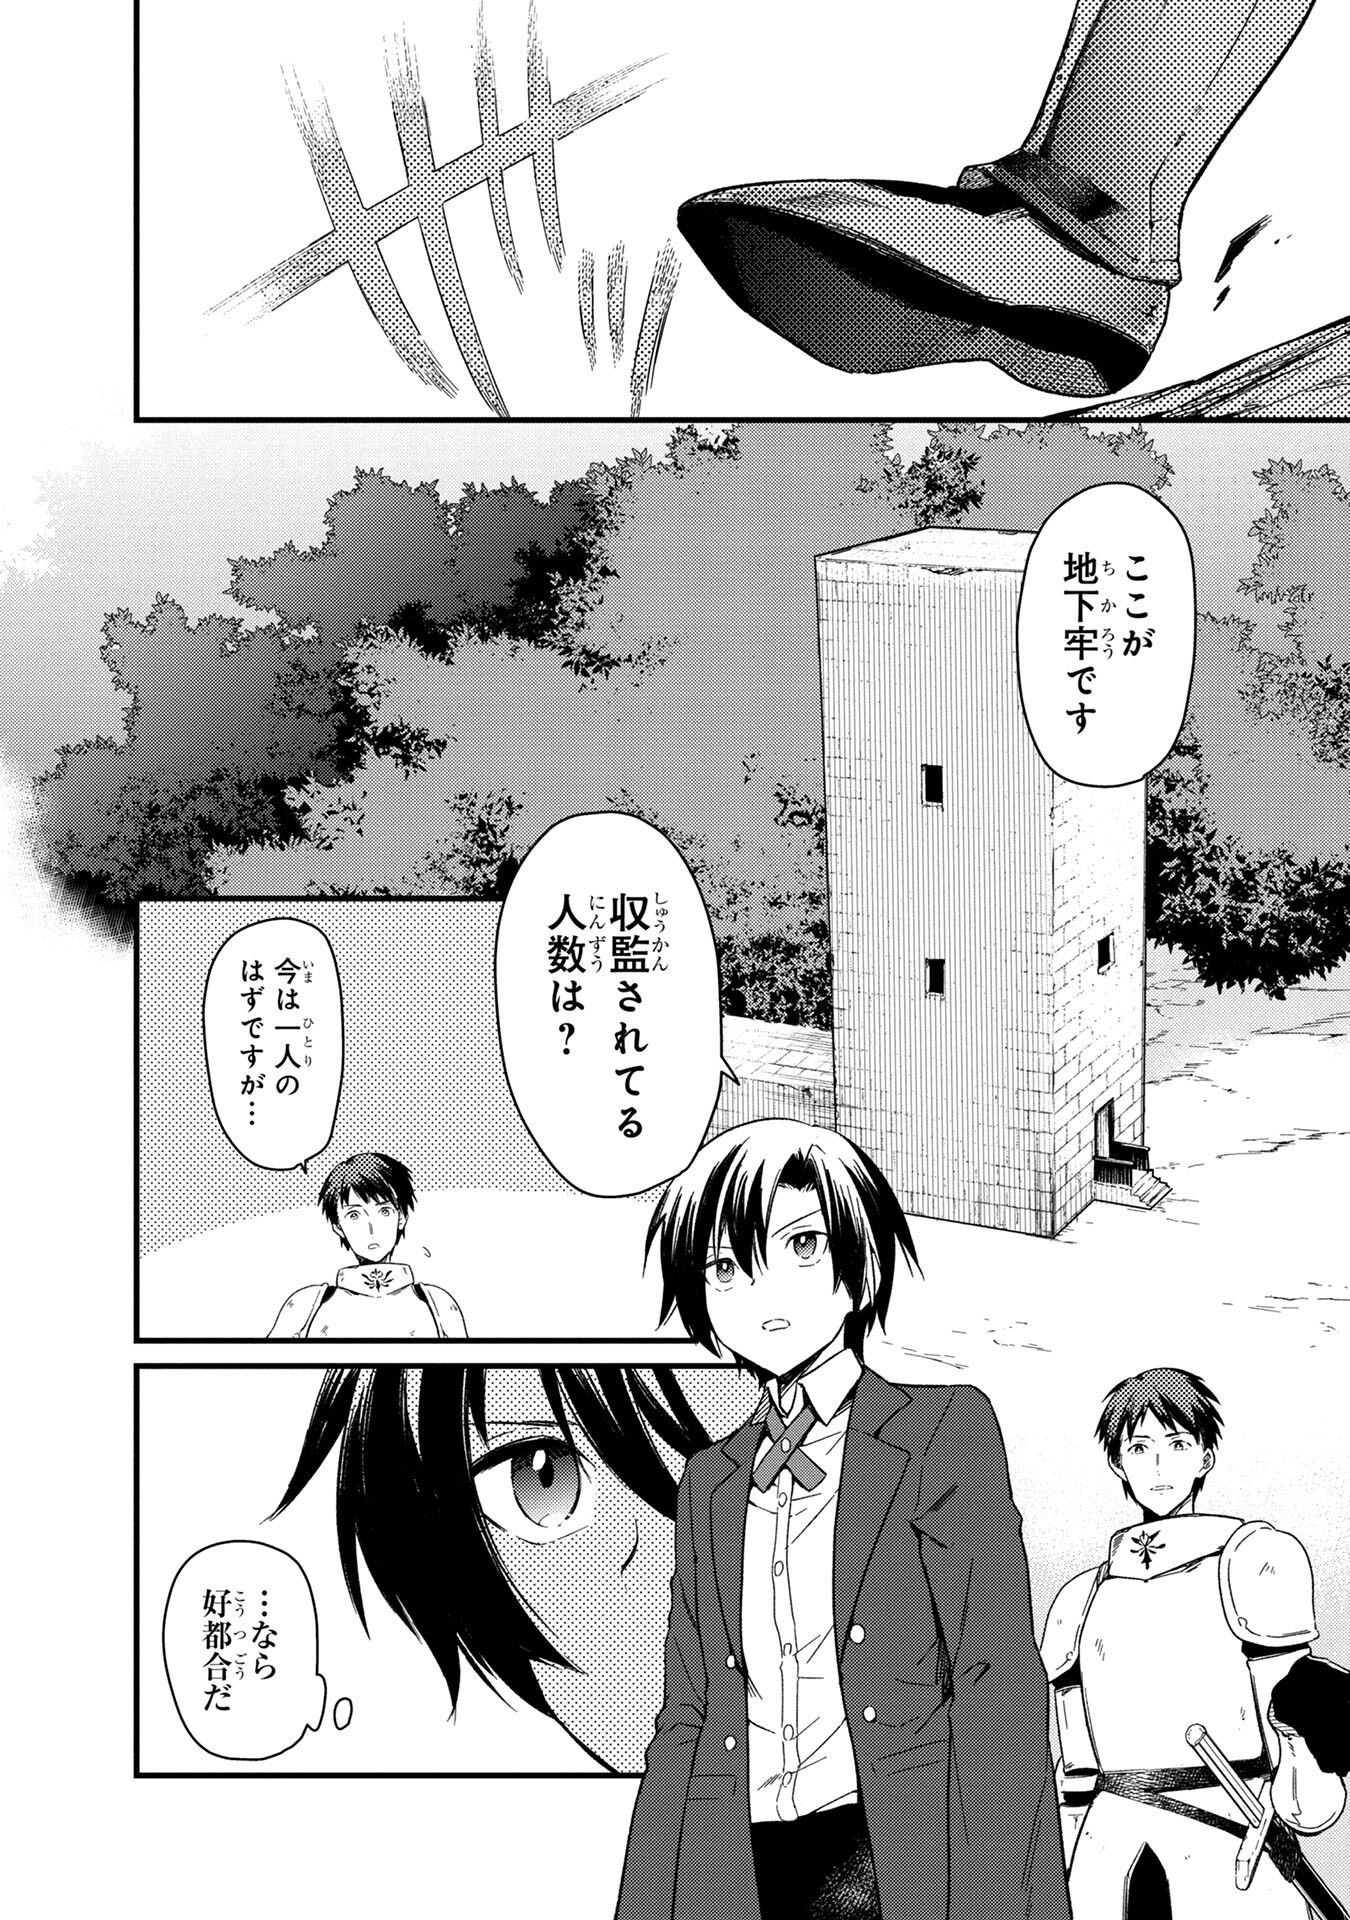 ここが
地下牢です
収監されてる
人数は？
今は一人の
はずですが…
…なら
好都合だ